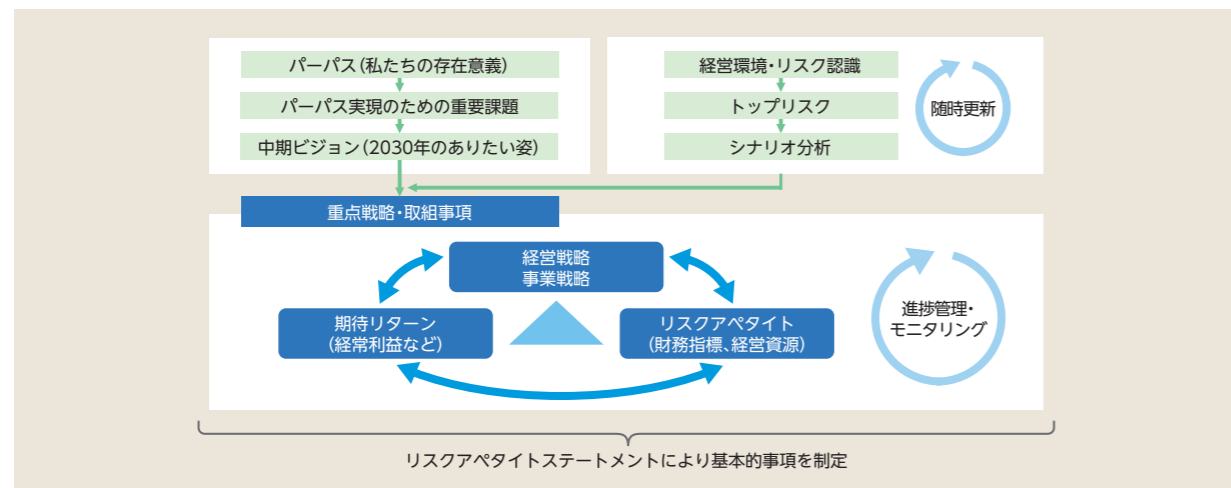 パーパス（私たちの存在意義）
パーパス実現のための重要課題
中期ビジョン（2030年のありたい姿）
経営環境・リスク認識
トップリスク
シナリオ分析
随時更新
重点戦略・取組事項
経営戦略
事業戦略
期待リターン
（経常利益など）
リスクアペタイト
（財務指標、経営資源）
進捗管理・
モニタリング
リスクアペタイトステートメントにより基本的事項を制定